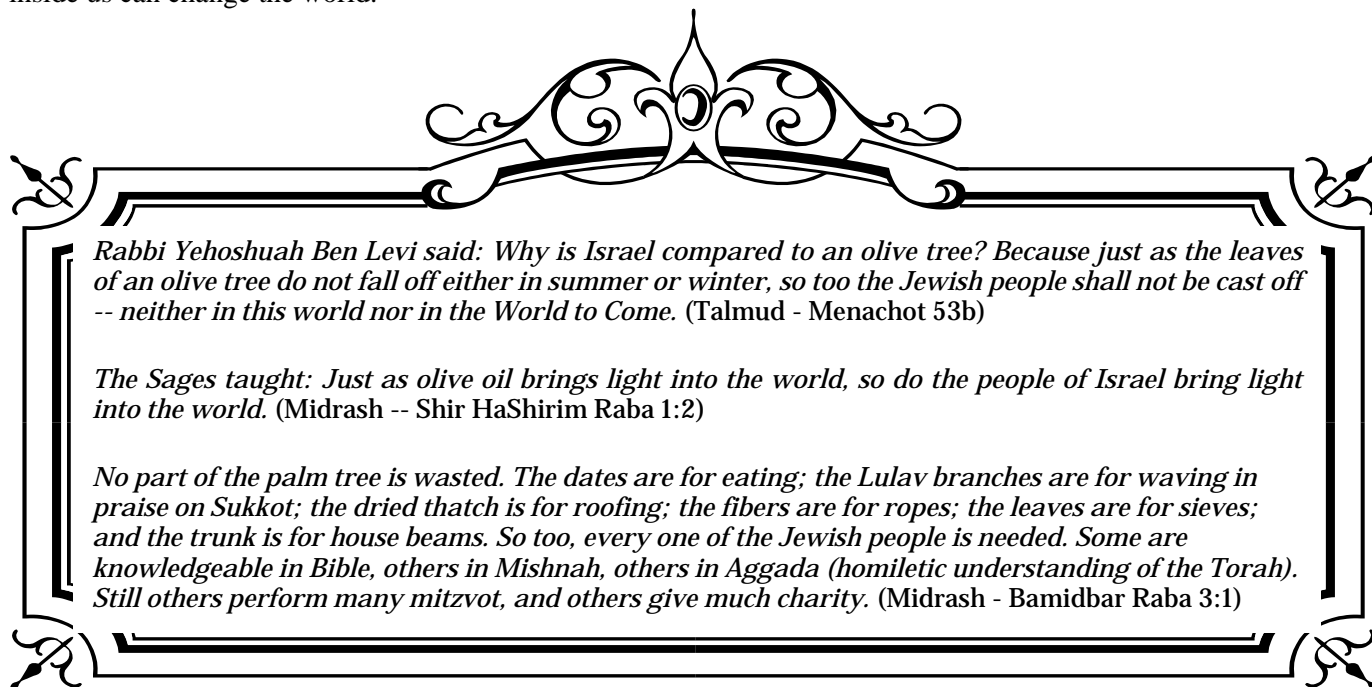 Rabbi Yehoshuah Ben Levi said: Why is Israel compared to an olive tree? Because just as the leaves
of an olive tree do not fall off either in summer or winter, so too the Jewish people shall not be cast off
-- neither in this world nor in the World to Come. (Talmud - Menachot 53b)
The Sages taught: Just as olive oil brings light into the world, so do the people of Israel bring light
into the world. (Midrash -- Shir HaShirim Raba 1:2)
No part of the palm tree is wasted. The dates are for eating; the Lulav branches are for waving in
praise on Sukkot; the dried thatch is for roofing; the fibers are for ropes; the leaves are for sieves;
and the trunk is for house beams. So too, every one of the Jewish people is needed. Some are
knowledgeable in Bible, others in Mishnah, others in Aggada (homiletic understanding of the Torah).
Still others perform many mitzvot, and others give much charity. (Midrash - Bamidbar Raba 3:1)